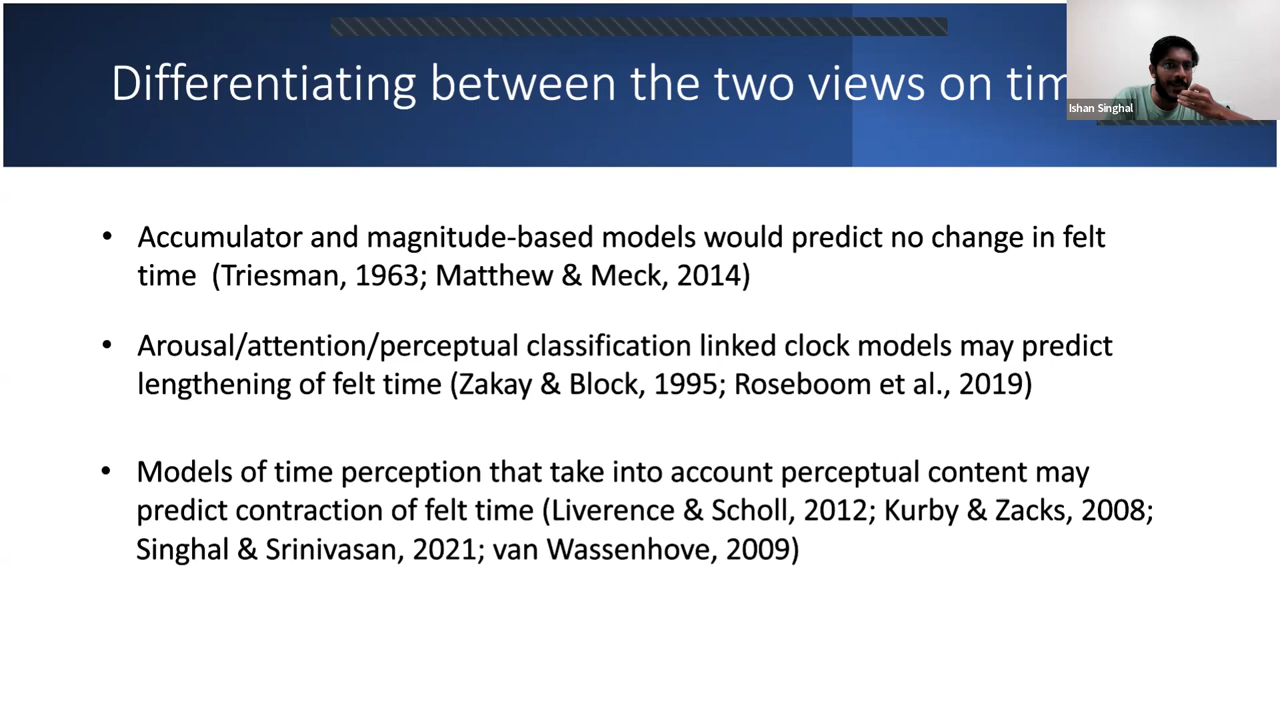 Differentiating between the two views on tim
Ishan Singhal
• Accumulator and magnitude-based models would predict no change in felt
time (Triesman, 1963; Matthew & Meck, 2014)
• Arousal/attention/perceptual classification linked clock models may predict
lengthening of felt time (Zakay & Block, 1995; Roseboom et al., 2019)
• Models of time perception that take into account perceptual content may
predict contraction of felt time (Liverence & Scholl, 2012; Kurby & Zacks, 2008;
Singhal & Srinivasan, 2021; van Wassenhove, 2009)